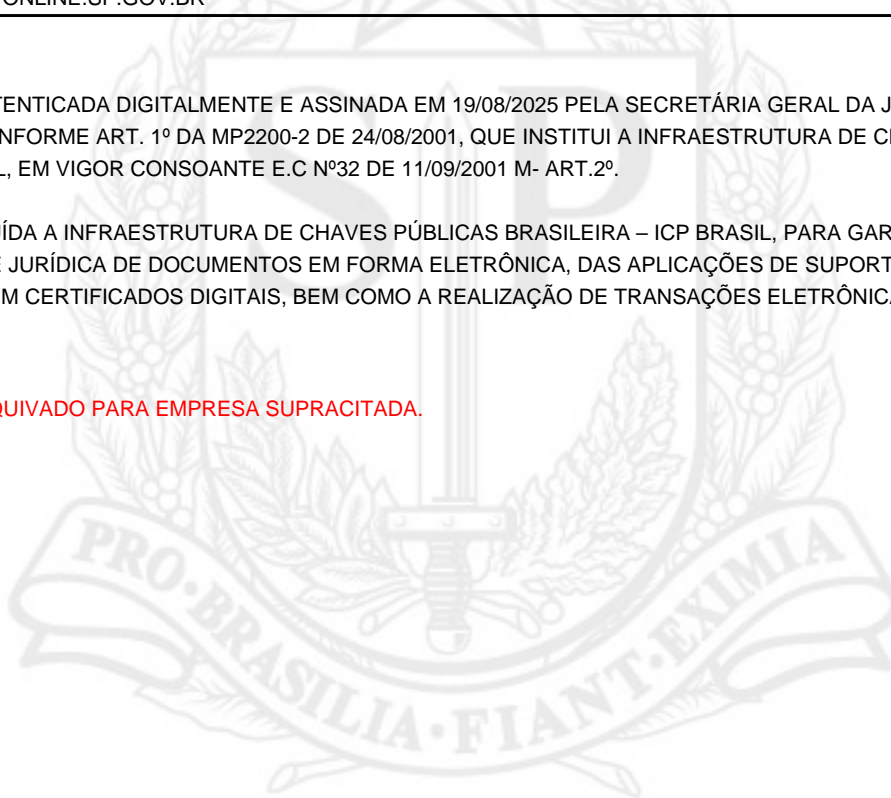 ONLINE.SP.GOV.BR
TENTICADA DIGITALMENTE E ASSINADA EM 19/08/2025 PELA SECRETÁRIA GERAL DA J
NFORME ART. 1º DA MP2200-2 DE 24/08/2001, QUE INSTITUI A INFRAESTRUTURA DE C
L, EM VIGOR CONSOANTE E.C Nº32 DE 11/09/2001 M- ART.2º.
ÍDA A INFRAESTRUTURA DE CHAVES PÚBLICAS BRASILEIRA – ICP BRASIL, PARA GAR
E JURÍDICA DE DOCUMENTOS EM FORMA ELETRÔNICA, DAS APLICAÇÕES DE SUPORT
M CERTIFICADOS DIGITAIS, BEM COMO A REALIZAÇÃO DE TRANSAÇÕES ELETRÔNICA
QUIVADO PARA EMPRESA SUPRACITADA.
SP
PRO·BRASILIA·FIANT·EXIMIA